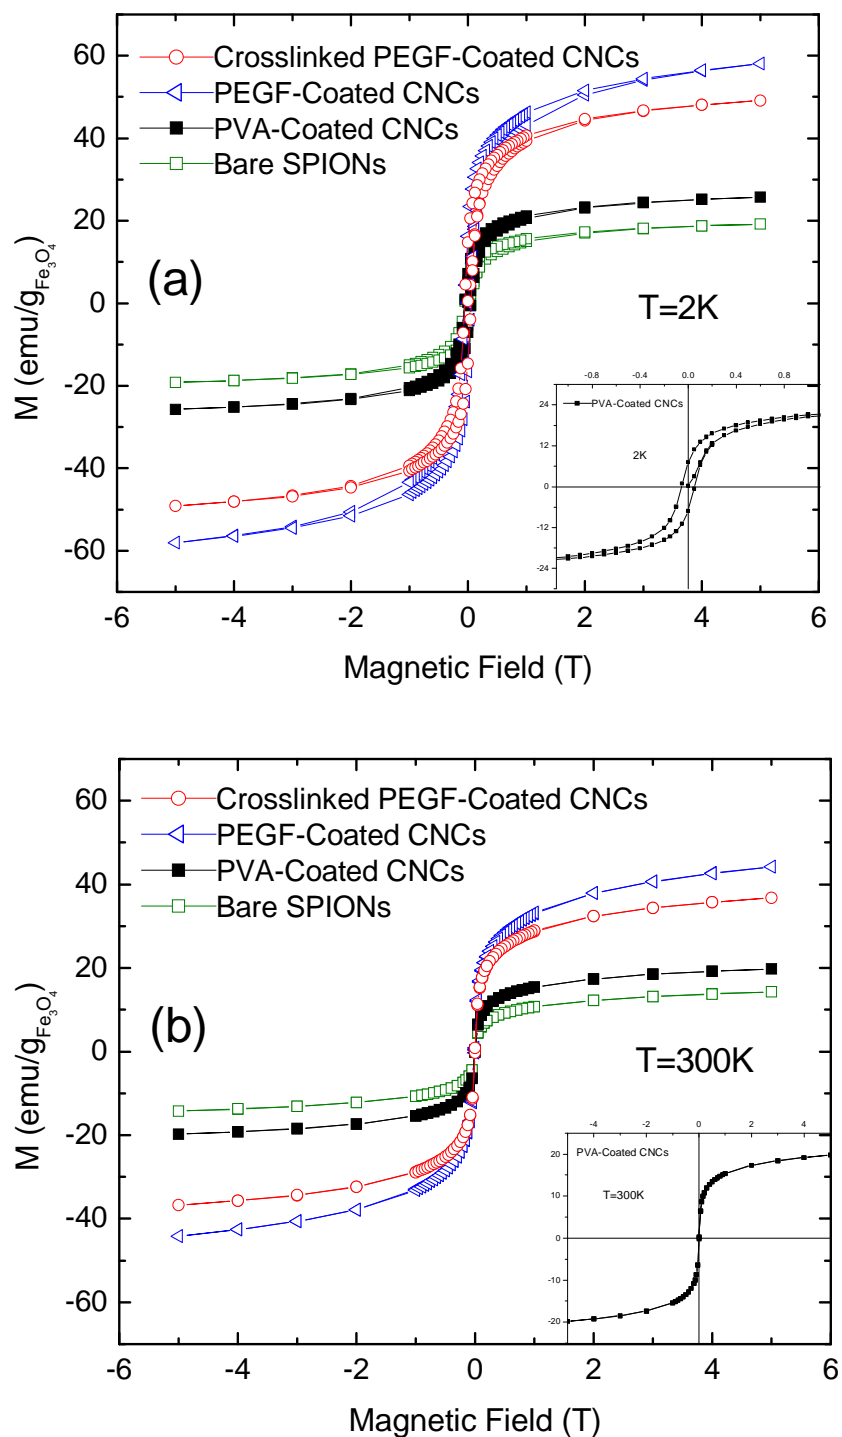 60
40
20
0
-20
-40
-60
M (emu/gFe3O4)
Crosslinked PEGF-Coated CNCs
PEGF-Coated CNCs
PVA-Coated CNCs
Bare SPIONs
(a)
T=2K
-0.8 -0.4 0.0 0.4 0.8
24
12
0
-12
-24
PVA-Coated CNCs
2K
-6 -4 -2 0 2 4 6
Magnetic Field (T)
60
40
20
0
-20
-40
-60
M (emu/gFe3O4)
Crosslinked PEGF-Coated CNCs
PEGF-Coated CNCs
PVA-Coated CNCs
Bare SPIONs
(b)
T=300K
-4 -2 0 2 4
20
10
0
-10
-20
PVA-Coated CNCs
T=300K
-6 -4 -2 0 2 4 6
Magnetic Field (T)